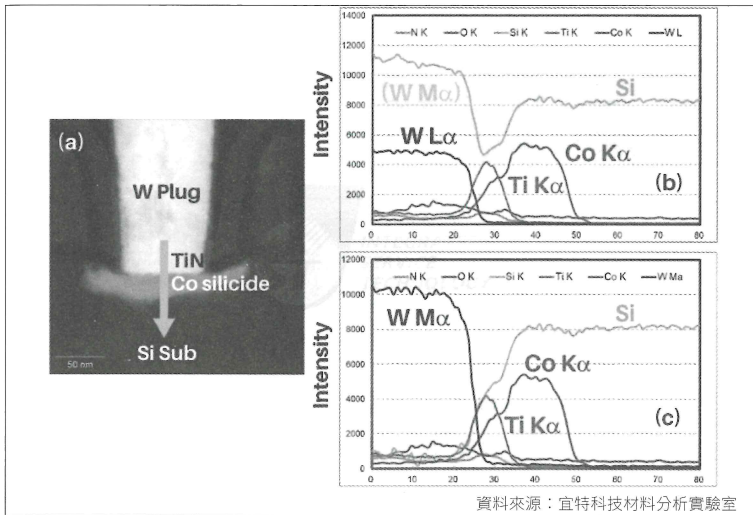 (a)
W Plug
TiN
Co silicide
Si Sub
50 nm
Intensity
14000
12000
10000
8000
6000
4000
2000
0
N K O K Si K Ti K Co K W L
(W Mα)
Si
W Lα
Co Kα
Ti Kα
(b)
0 10 20 30 40 50 60 70 80
Intensity
12000
10000
8000
6000
4000
2000
0
N K O K Si K Ti K Co K W Ma
W Mα
Si
Co Kα
Ti Kα
(c)
0 10 20 30 40 50 60 70 80
資料來源：宜特科技材料分析實驗室